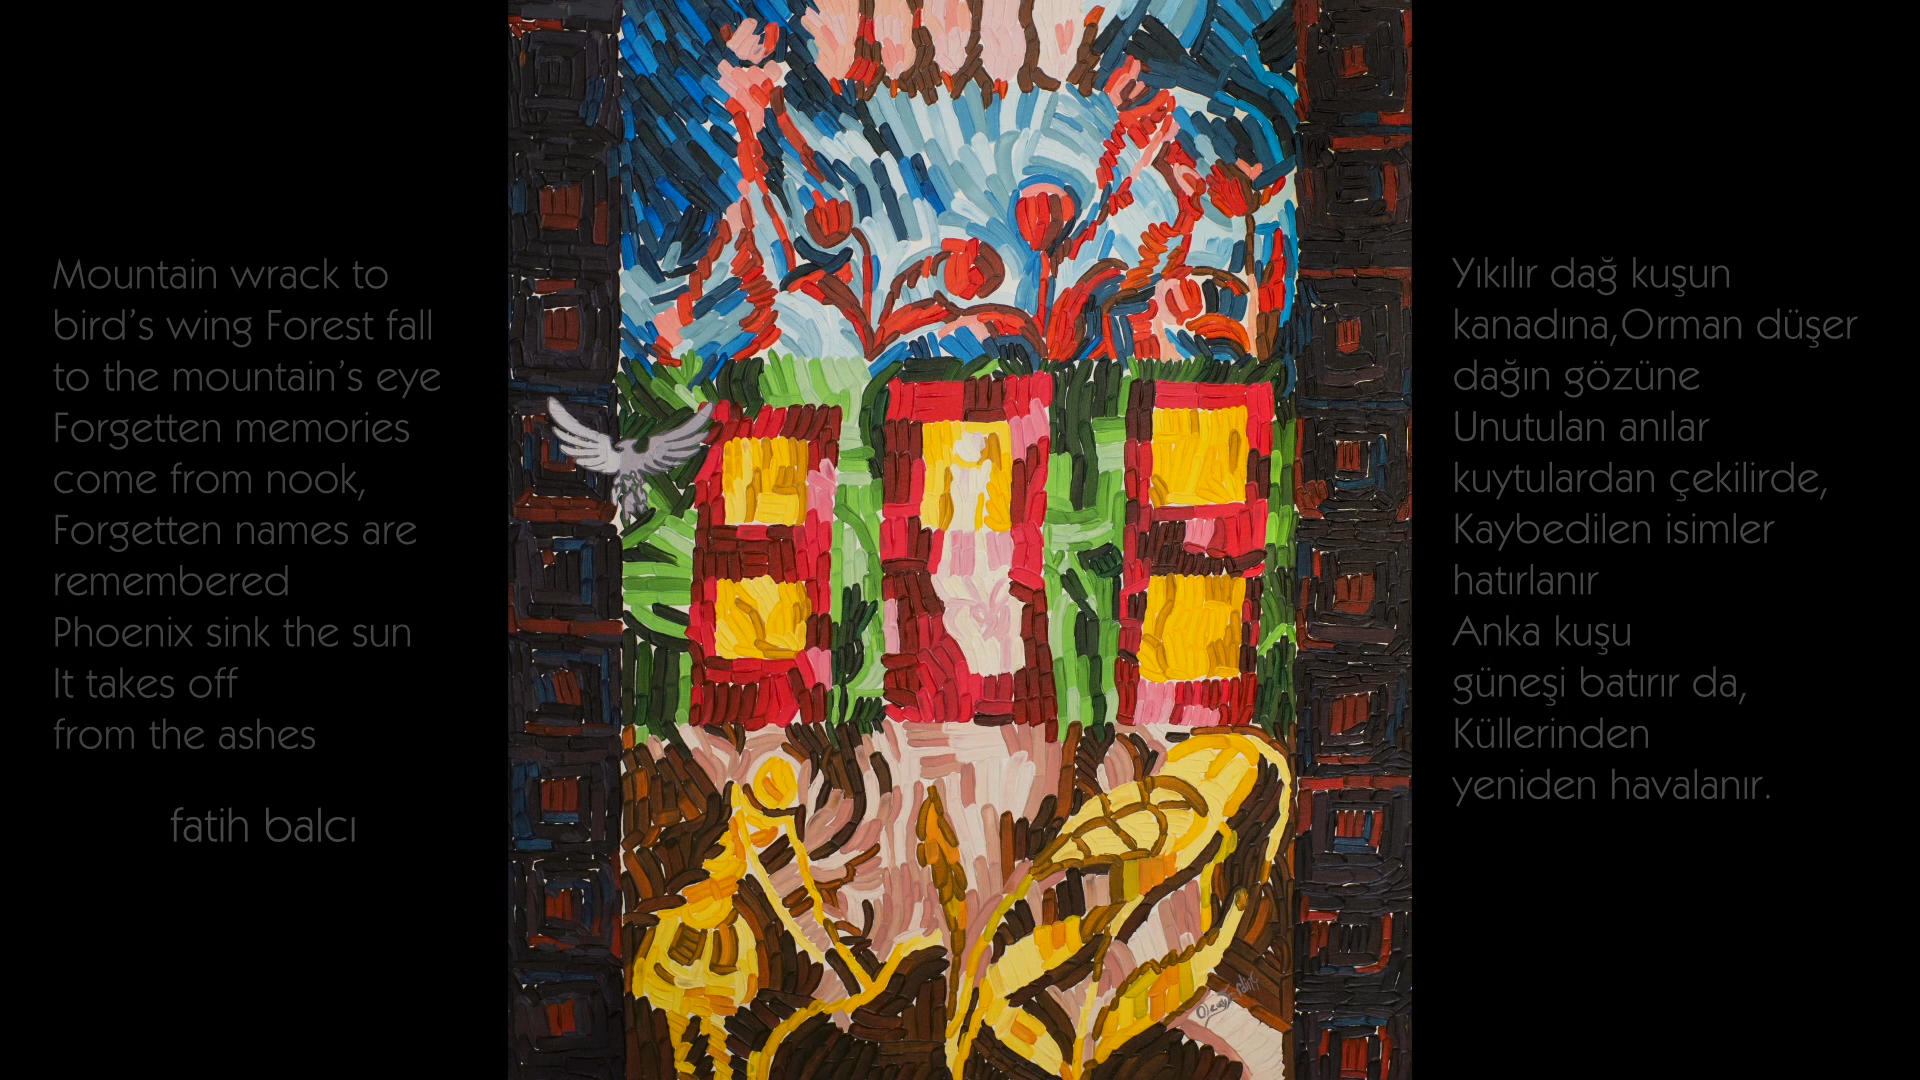 Mountain wrack to
bird's wing Forest fall
to the mountain's eye
Forgetten memories
come from nook,
Forgetten names are
remembered
Phoenix sink the sun
It takes off
from the ashes
fatih balcı
Yıkılır dağ kuşun
kanadına,Orman düşer
dağın gözüne
Unutulan anılar
kuytulardan çekilirde,
Kaybedilen isimler
hatırlanır
Anka kuşu
güneşi batırır da,
Küllerinden
yeniden havalanır.